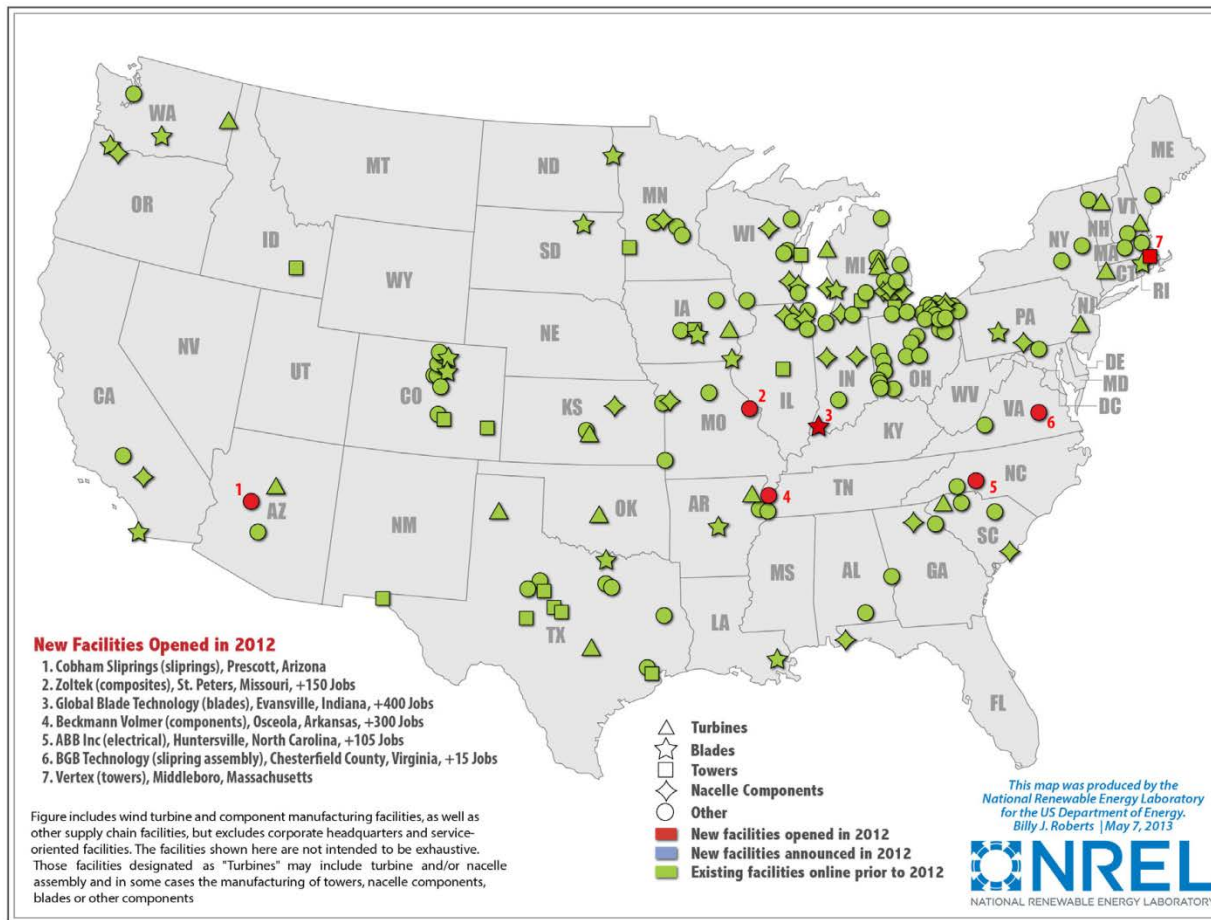 WA
MT
ND
MN
ME
OR
ID
SD
WI
VT
NH
NY
MA
CT
RI
7
WY
MI
IA
NE
PA
NJ
NV
UT
CO
CA
KS
MO
IL
IN
OH
WV
VA
DE
MD
DC
2
3
6
KY
1
AZ
NM
OK
AR
4
TN
NC
5
SC
TX
LA
MS
AL
GA
FL
New Facilities Opened in 2012
1. Cobham Sliprings (sliprings), Prescott, Arizona
2. Zoltek (composites), St. Peters, Missouri, +150 Jobs
3. Global Blade Technology (blades), Evansville, Indiana, +400 Jobs
4. Beckmann Volmer (components), Osceola, Arkansas, +300 Jobs
5. ABB Inc (electrical), Huntersville, North Carolina, +105 Jobs
6. BGB Technology (slipring assembly), Chesterfield County, Virginia, +15 Jobs
7. Vertex (towers), Middleboro, Massachusetts
Figure includes wind turbine and component manufacturing facilities, as well as
other supply chain facilities, but excludes corporate headquarters and service-
oriented facilities. The facilities shown here are not intended to be exhaustive.
Those facilities designated as "Turbines" may include turbine and/or nacelle
assembly and in some cases the manufacturing of towers, nacelle components,
blades or other components
Turbines
Blades
Towers
Nacelle Components
Other
New facilities opened in 2012
New facilities announced in 2012
Existing facilities online prior to 2012
This map was produced by the
National Renewable Energy Laboratory
for the US Department of Energy.
Billy J. Roberts | May 7, 2013
NREL
NATIONAL RENEWABLE ENERGY LABORATORY